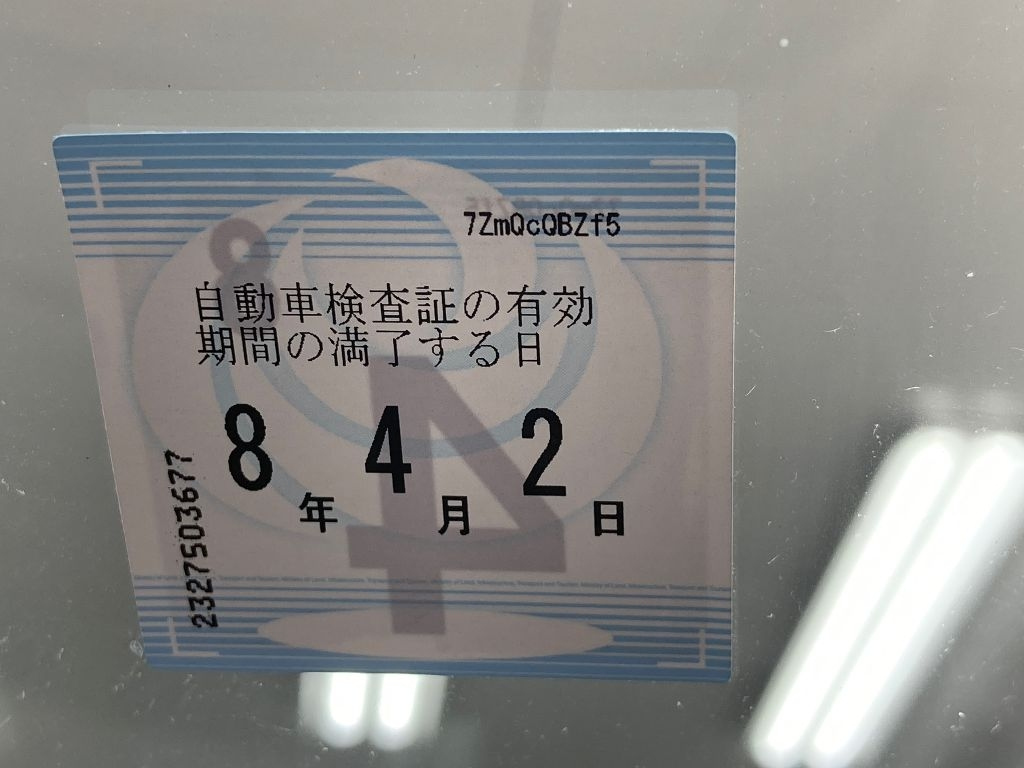 7ZmQcQBZf5
自動車検査証の有効
期間の満了する日
8年 4月 2日
2327503677